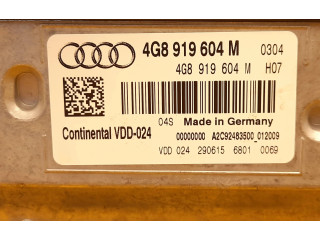 4G8 919 604 M 0304
4G8 919 604 M H07
04S Made in Germany
Continental VDD-024 00000000 A2C92483500_012009
VDD 024 290615 6801 0069